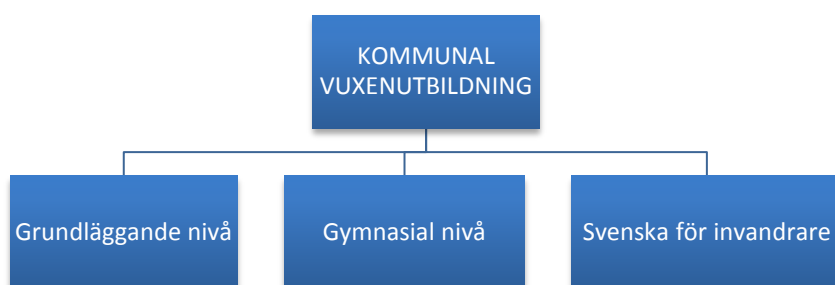 KOMMUNAL
VUXENUTBILDNING
Grundläggande nivå
Gymnasial nivå
Svenska för invandrare